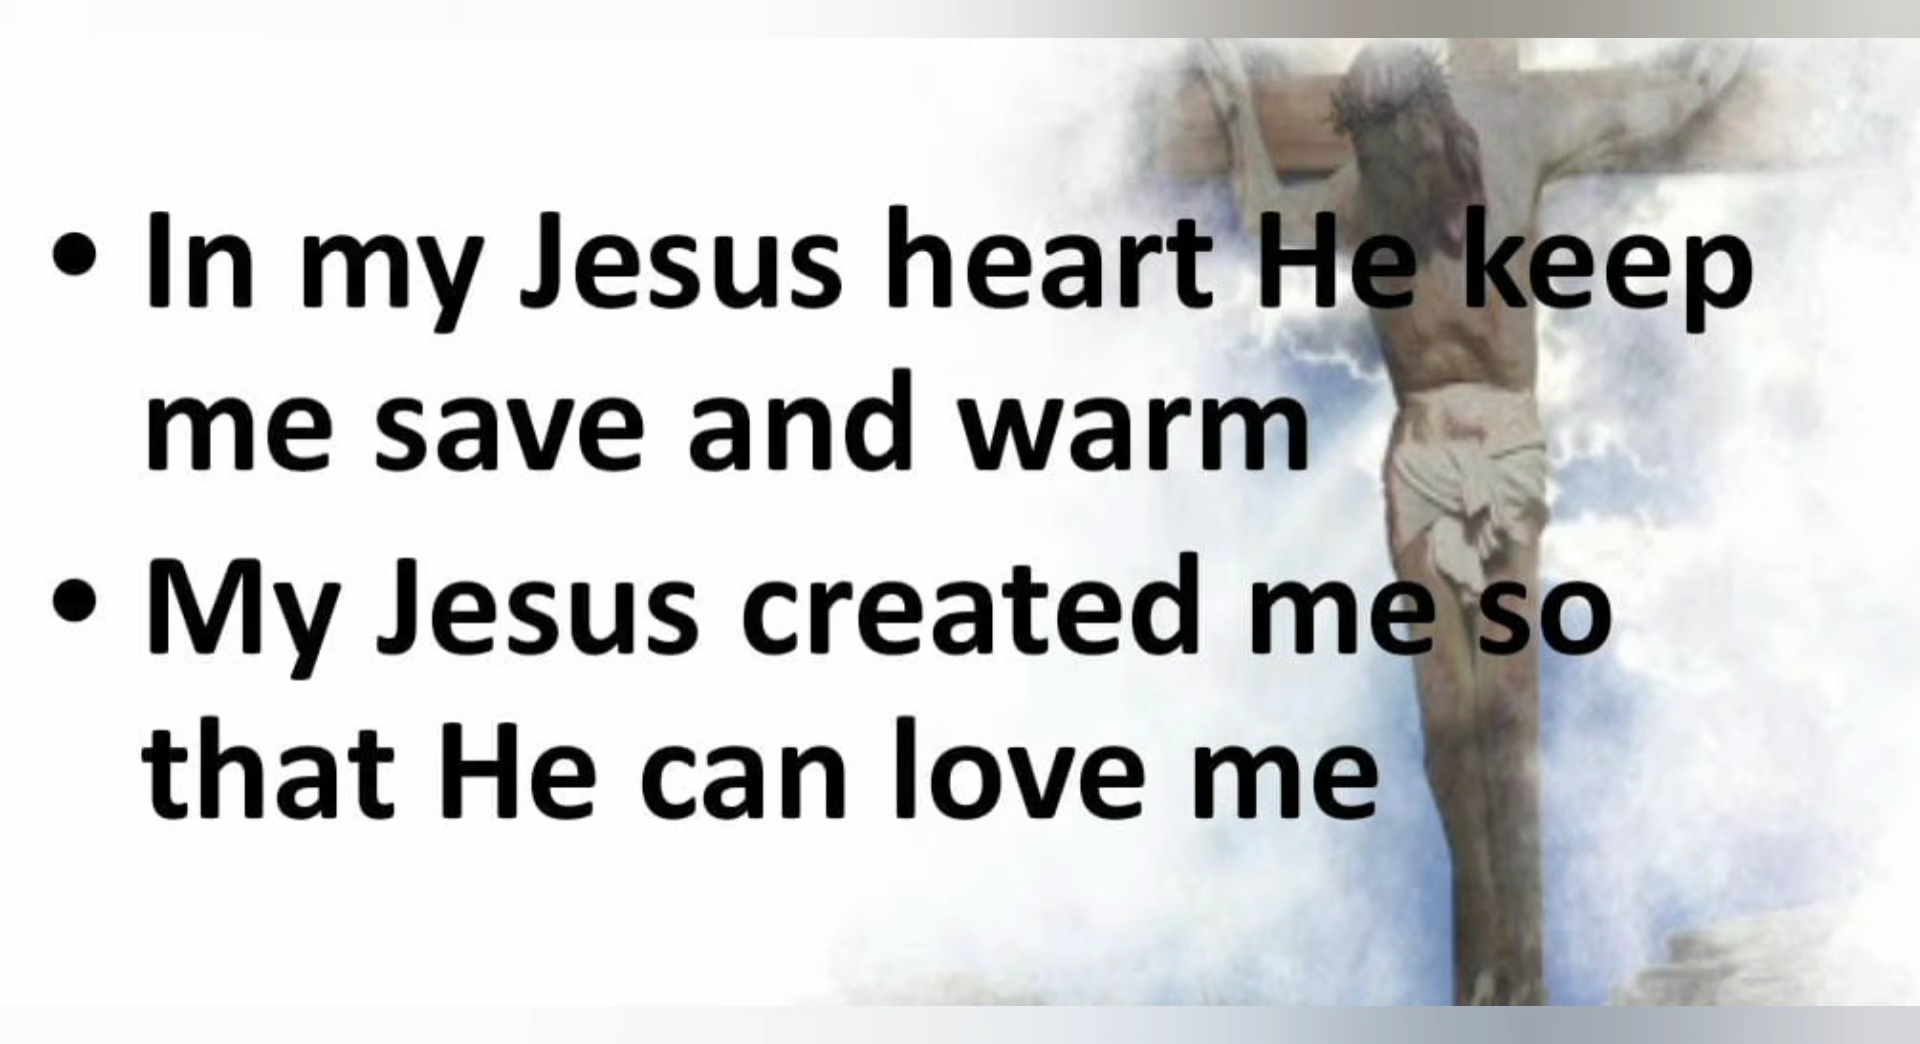 • In my Jesus heart He keep
me save and warm
• My Jesus created me so
that He can love me